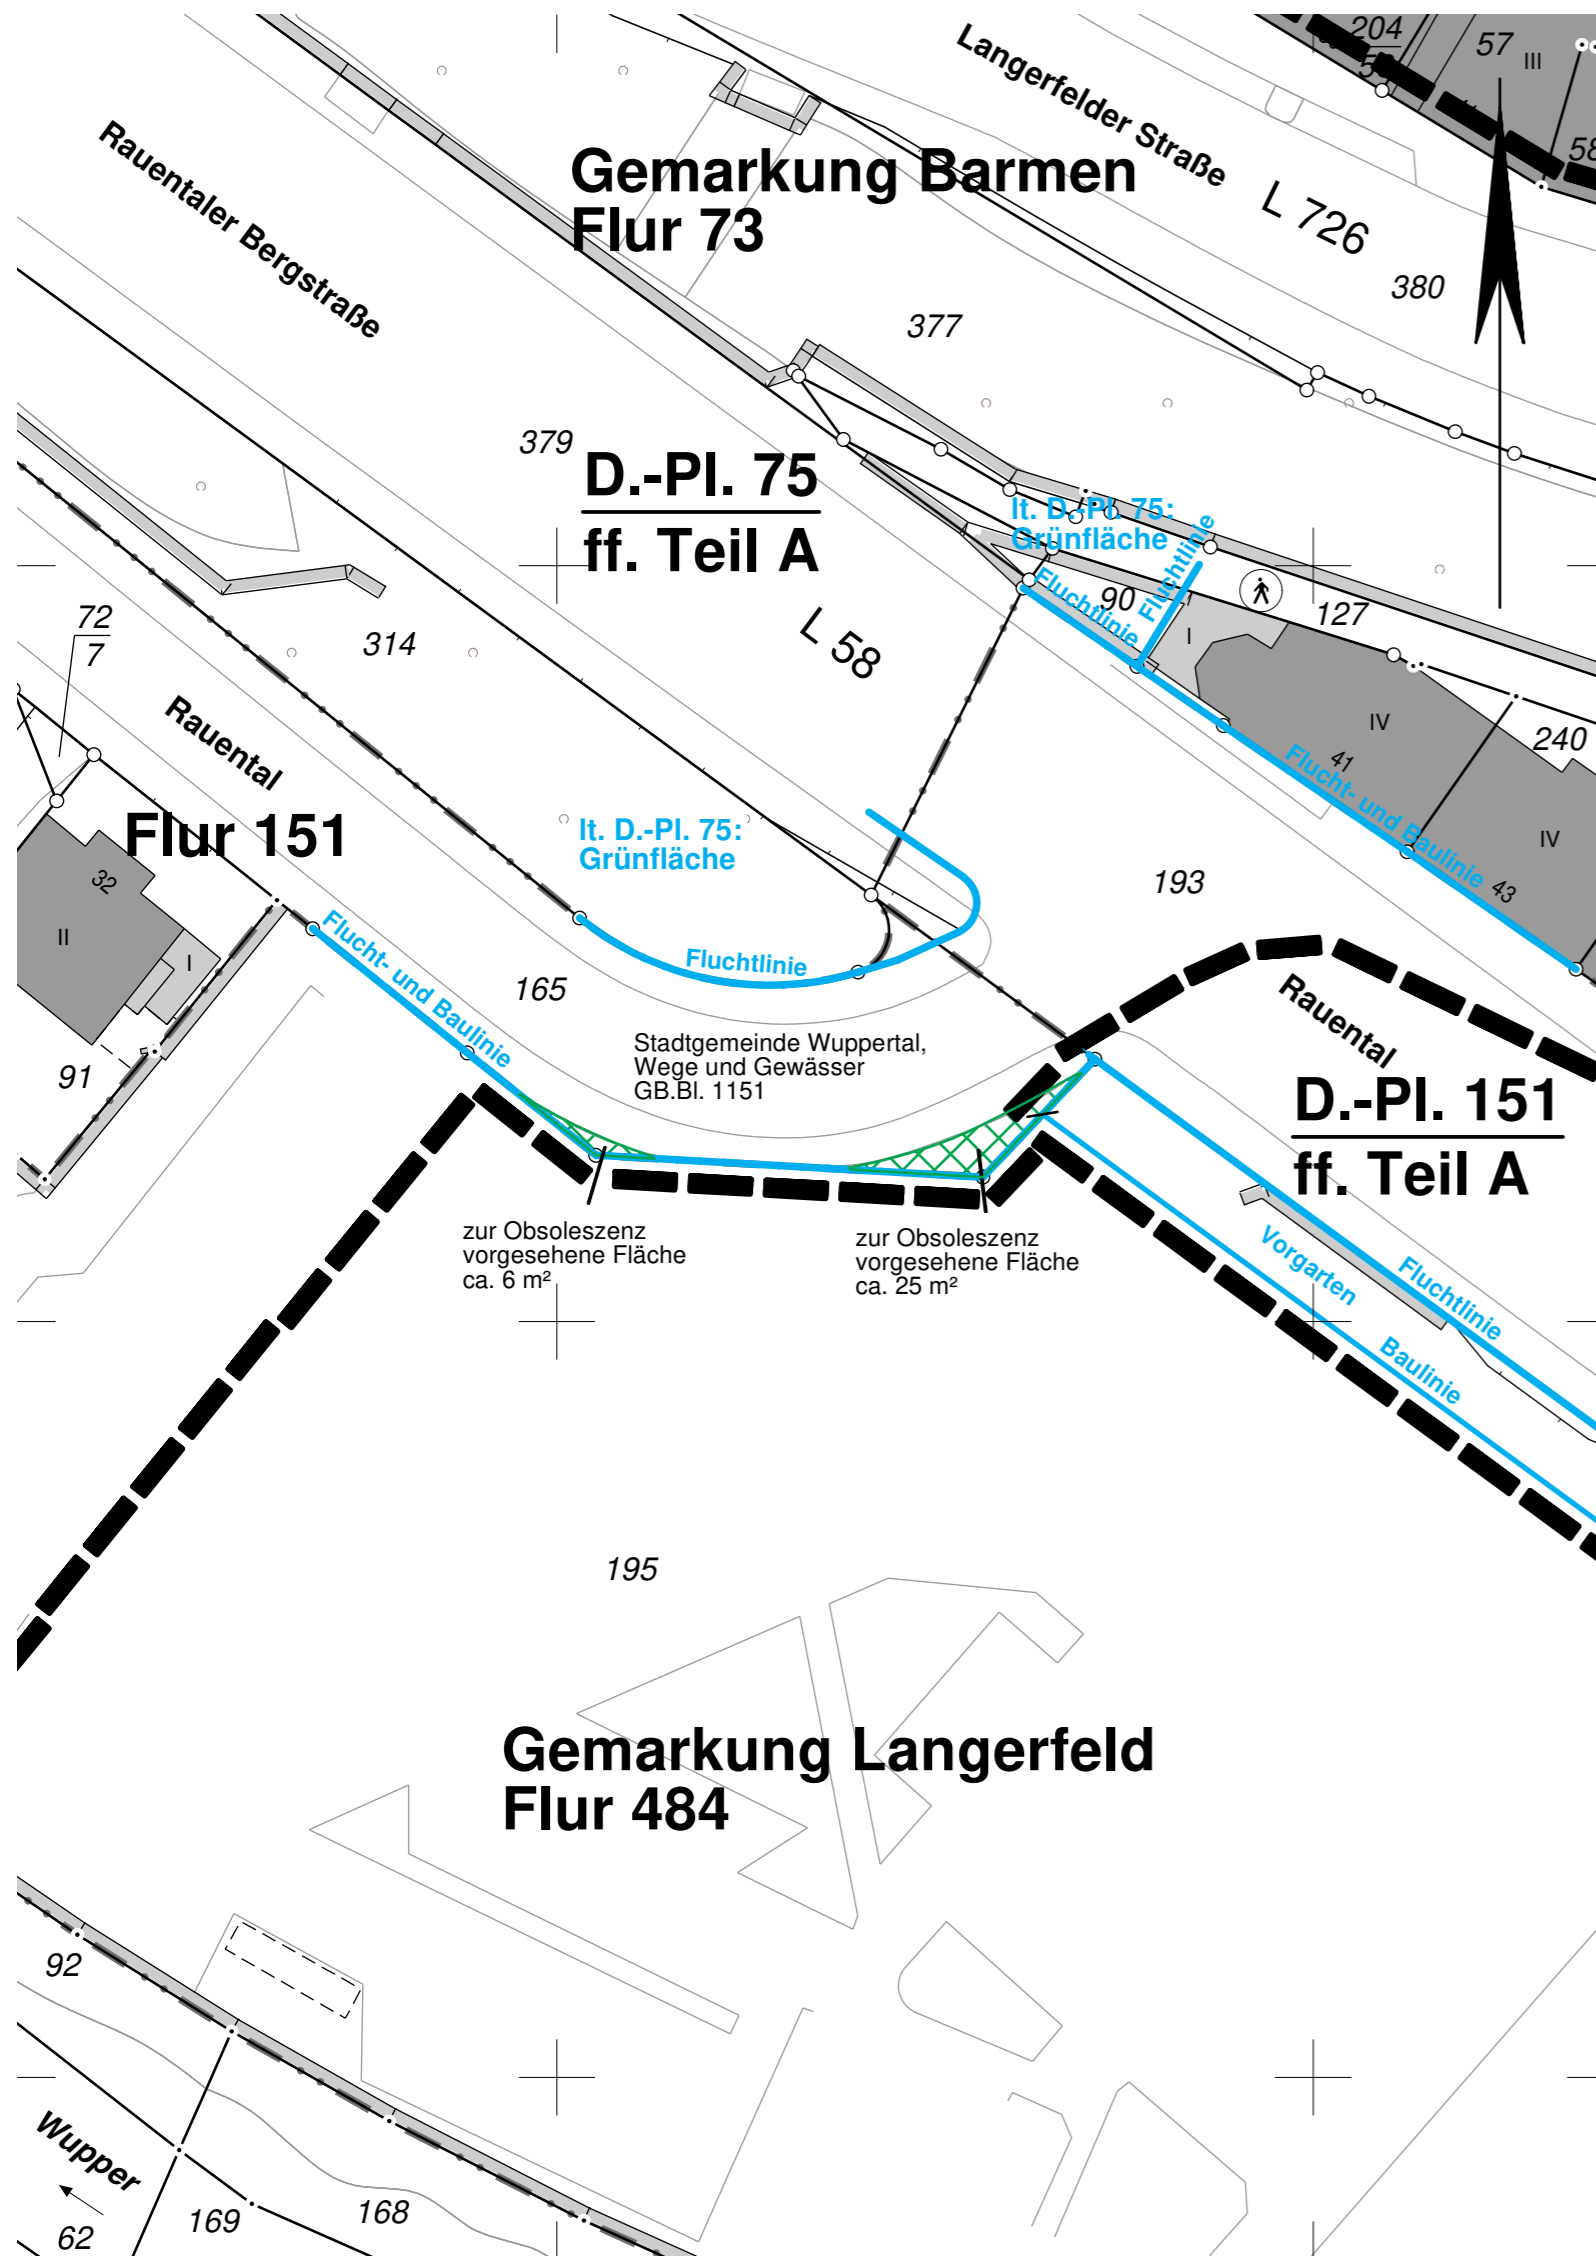 Langerfelder Straße
204
57
III
58
Rauentaler Bergstraße
Gemarkung Barmen
Flur 73
L 726
380
377
379
D.-Pl. 75
ff. Teil A
lt. D.-Pl. 75:
Grünfläche
Fluchtlinie
Fluchtlinie
90
I
127
72
7
314
L 58
Rauental
IV
41
240
Flucht- und Baulinie
IV
43
Flur 151
32
II
I
lt. D.-Pl. 75:
Grünfläche
193
Flucht- und Baulinie
Fluchtlinie
165
Rauental
Stadtgemeinde Wuppertal,
Wege und Gewässer
GB.Bl. 1151
91
D.-Pl. 151
ff. Teil A
zur Obsoleszenz
vorgesehene Fläche
ca. 6 m²
zur Obsoleszenz
vorgesehene Fläche
ca. 25 m²
Vorgarten
Fluchtlinie
Baulinie
195
Gemarkung Langerfeld
Flur 484
92
Wupper
62
169
168